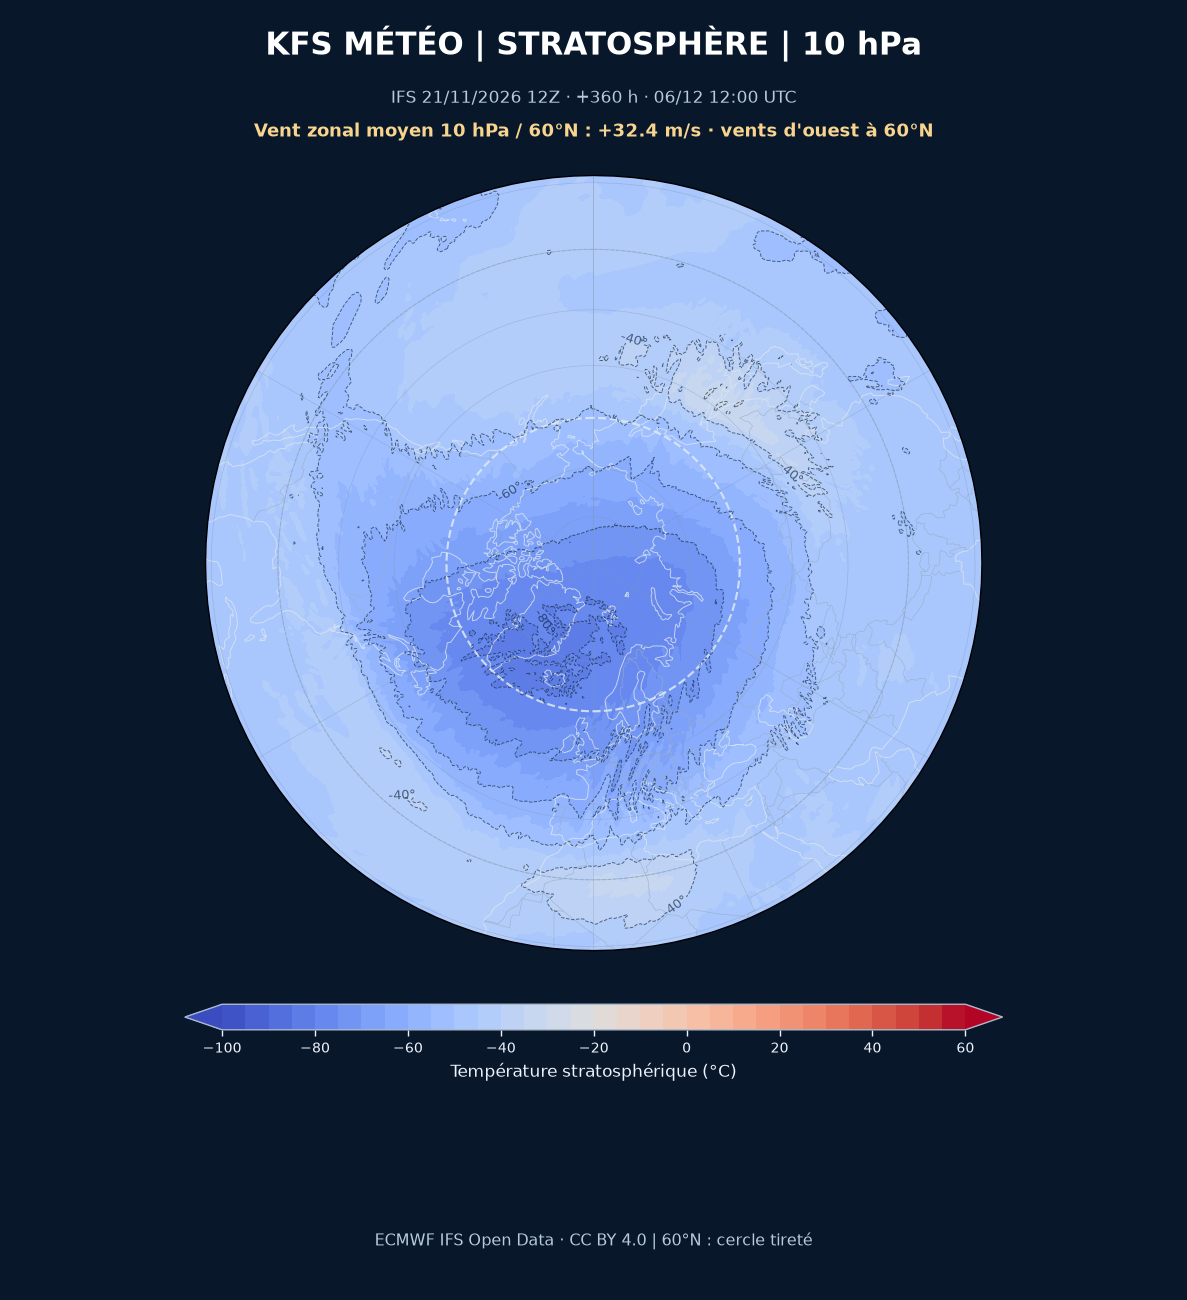 KFS MÉTÉO | STRATOSPHÈRE | 10 hPa
IFS 21/11/2026 12Z · +360 h · 06/12 12:00 UTC
Vent zonal moyen 10 hPa / 60°N : +32.4 m/s · vents d'ouest à 60°N
-40°
40°
-60°
80°
-40°
40°
−100 −80 −60 −40 −20 0 20 40 60
Température stratosphérique (°C)
ECMWF IFS Open Data · CC BY 4.0 | 60°N : cercle tireté